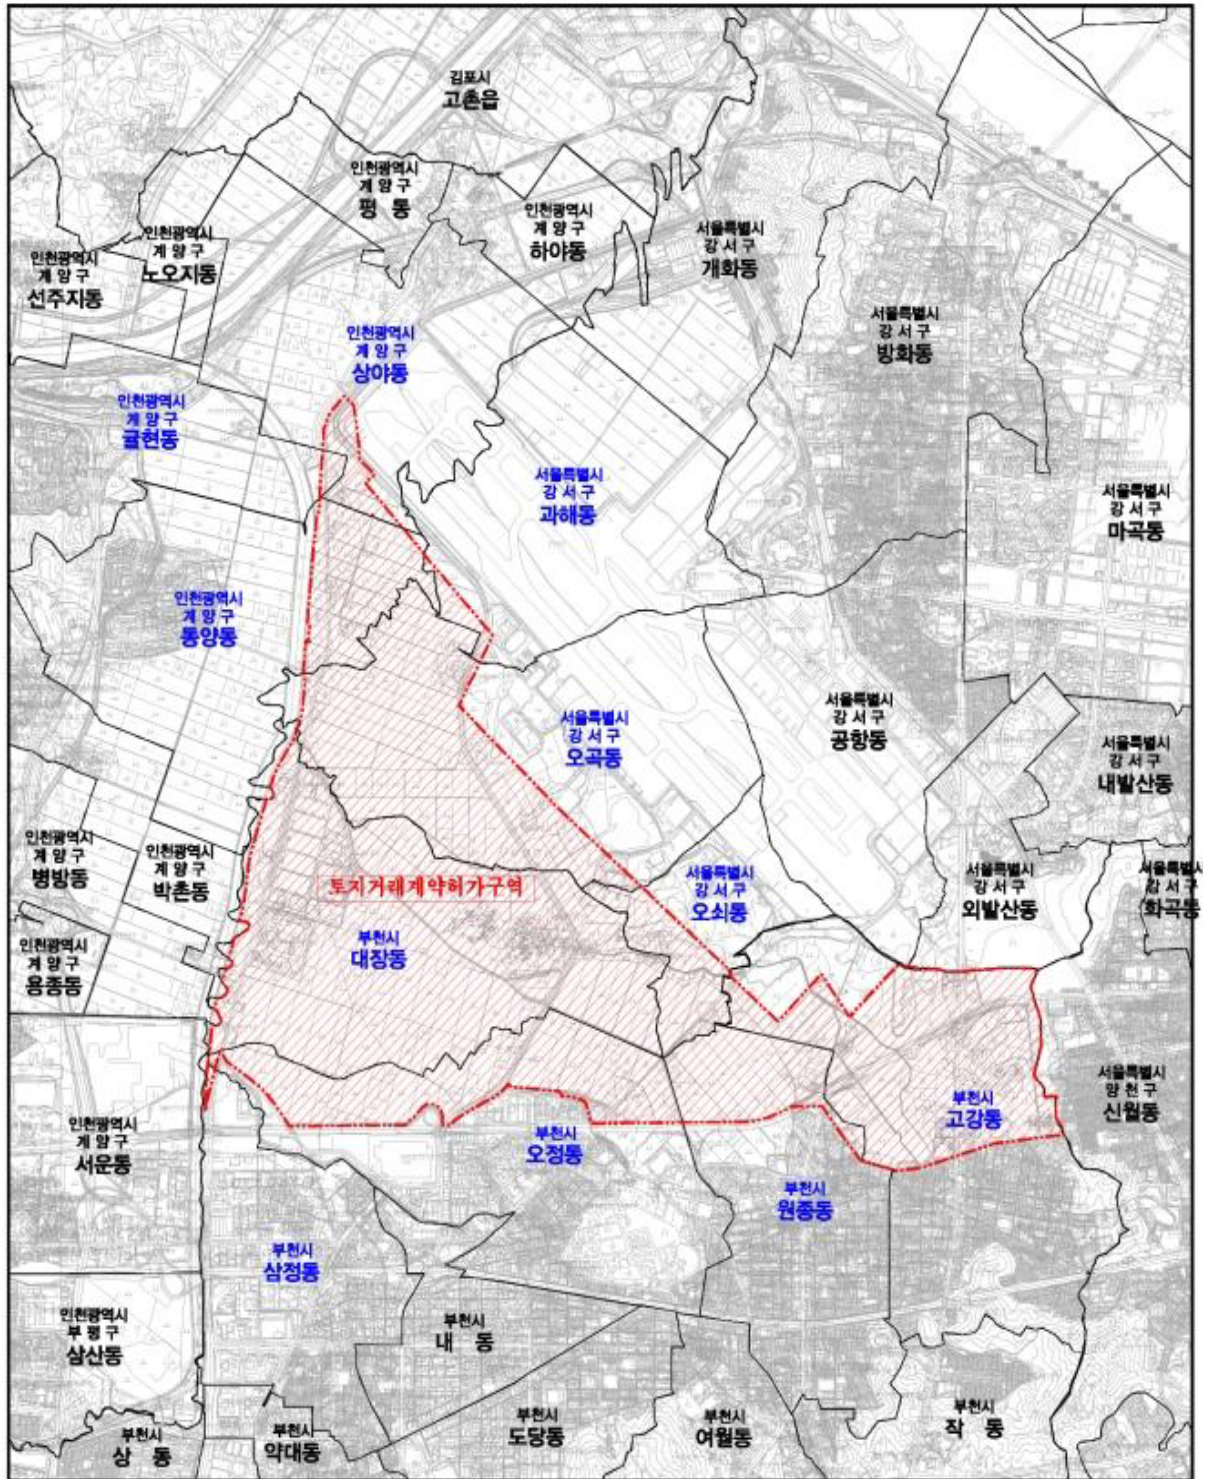 김포시
고촌읍
인천광역시
계양구
평 동
인천광역시
계양구
하야동
서울특별시
강서구
개화동
인천광역시
계양구
노오지동
인천광역시
계양구
선주지동
서울특별시
강서구
방화동
인천광역시
계양구
상야동
인천광역시
계양구
귤현동
서울특별시
강서구
과해동
서울특별시
강서구
마곡동
인천광역시
계양구
동양동
서울특별시
강서구
오곡동
서울특별시
강서구
공항동
서울특별시
강서구
내발산동
인천광역시
계양구
병방동
인천광역시
계양구
박촌동
토지거래계약허가구역
서울특별시
강서구
오쇠동
서울특별시
강서구
외발산동
서울특별시
강서구
화곡동
부천시
대장동
인천광역시
계양구
용종동
서울특별시
양천구
신월동
부천시
고강동
인천광역시
계양구
서운동
부천시
오정동
부천시
원종동
부천시
삼정동
인천광역시
부평구
삼산동
부천시
내 동
부천시
상 동
부천시
약대동
부천시
도당동
부천시
여월동
부천시
작 동